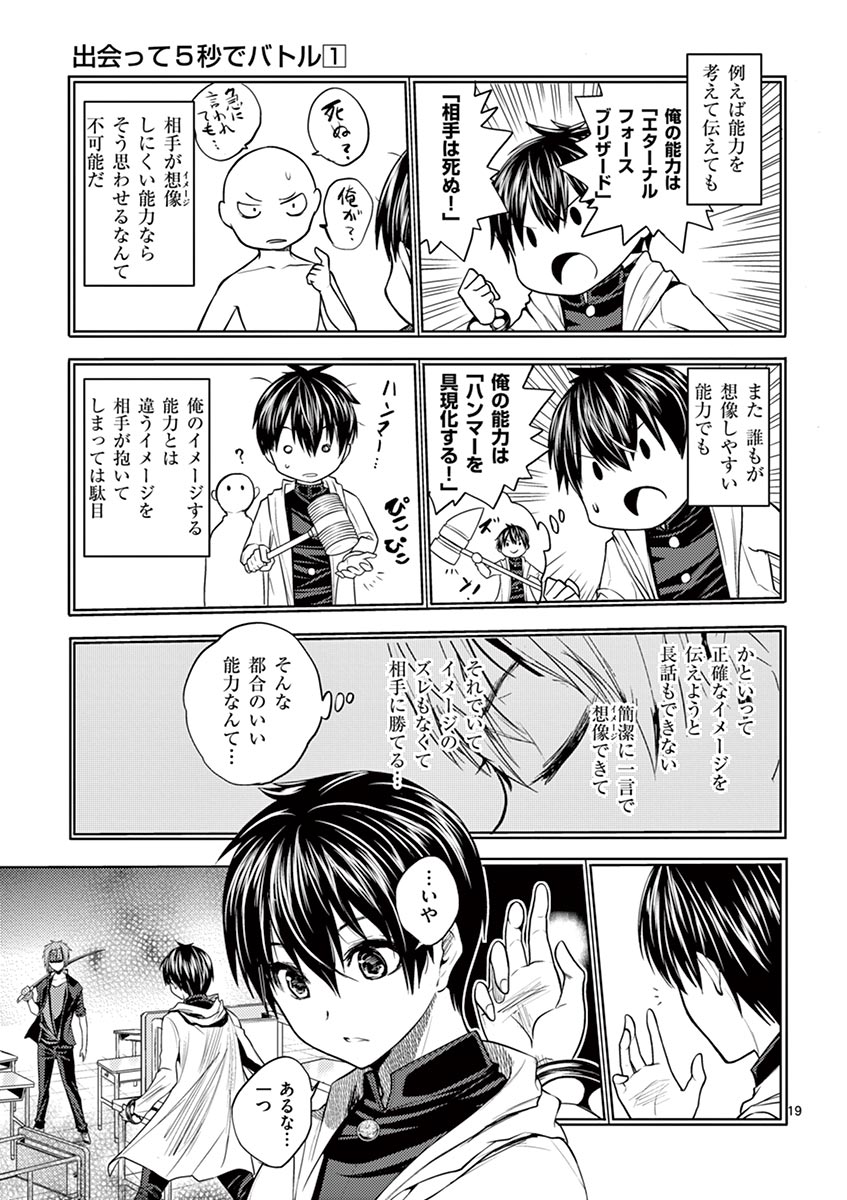 出会って5秒でバトル1
例えば能力を
考えて伝えても
俺の能力は
「エターナル
フォース
ブリザード」
「相手は死ぬ!」
死ぬ?
俺が?
急に
言われ
ても…
相手が想像
イメージ
しにくい能力なら
そう思わせるなんて
不可能だ
また 誰もが
想像しやすい
能力でも
俺の能力は
「ハンマーを
具現化する!」
ズ
ハンマー…
ぴこ
ぴこ
俺のイメージする
能力とは
違うイメージを
相手が抱いて
しまっては駄目
かといって
正確なイメージを
伝えようと
長話もできない
簡潔に一言で
想像できて
イメージ
それでいて
イメージの
ズレもなくて
相手に勝てる…
そんな
都合のいい
能力なんて…
…いや
あるな…
一つ
19